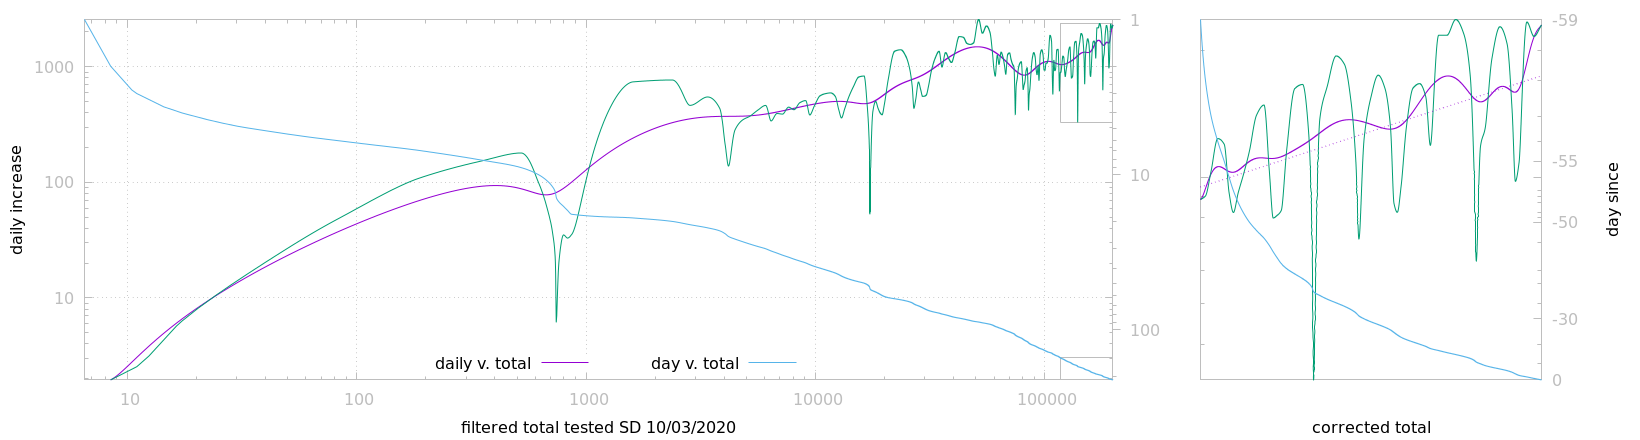 daily increase
1000
100
10
daily v. total
day v. total
10
100
1000
10000
100000
filtered total tested SD 10/03/2020
1
10
100
-59
-55
-50
-30
0
day since
corrected total